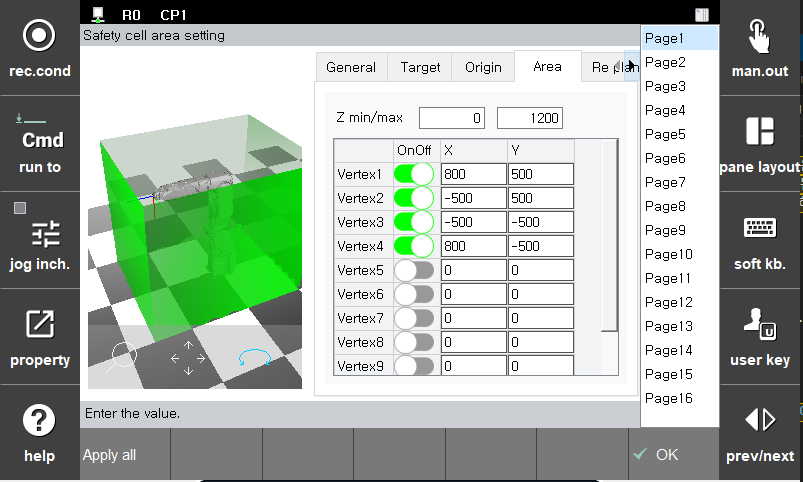 R0 CP1
Safety cell area setting
rec.cond
Cmd
run to
jog inch.
property
help
General Target Origin Area Re plan
Z min/max 0 1200
OnOff X Y
Vertex1 800 500
Vertex2 -500 500
Vertex3 -500 -500
Vertex4 800 -500
Vertex5 0 0
Vertex6 0 0
Vertex7 0 0
Vertex8 0 0
Vertex9 0 0
Enter the value.
Apply all
OK
Page1
Page2
Page3
Page4
Page5
Page6
Page7
Page8
Page9
Page10
Page11
Page12
Page13
Page14
Page15
Page16
man.out
pane layout
soft kb.
U
user key
prev/next